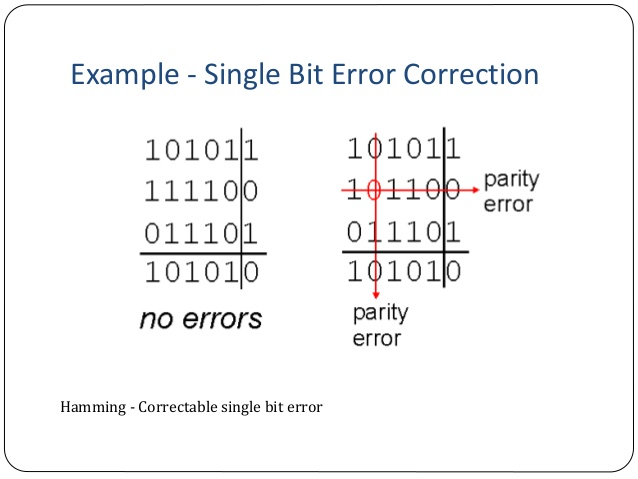 Example - Single Bit Error Correction
101011
111100
011101
101010
no errors
101011
101100
011101
101010
parity
error
parity
error
Hamming - Correctable single bit error